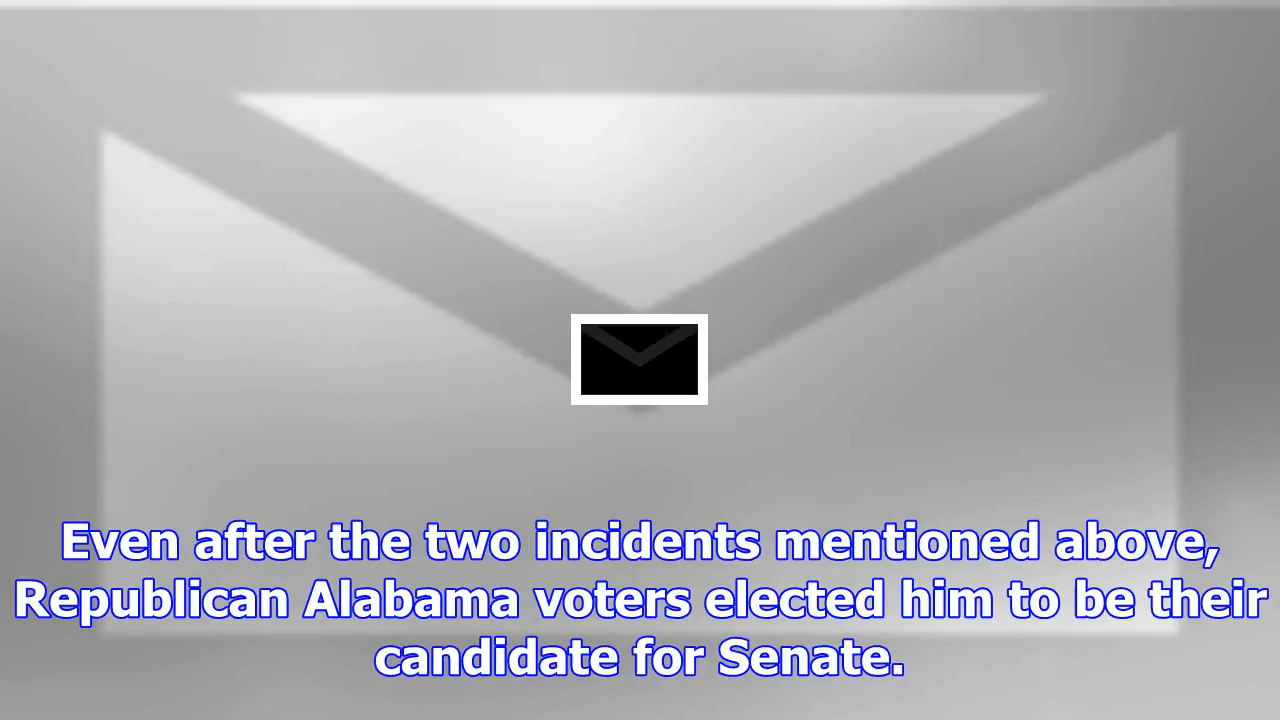 Even after the two incidents mentioned above,
Republican Alabama voters elected him to be their
candidate for Senate.